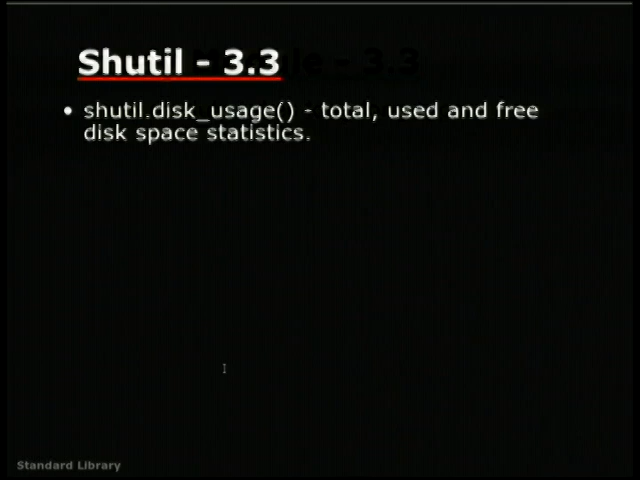 Shutil - 3.3
• shutil.disk_usage() - total, used and free
disk space statistics.
Standard Library